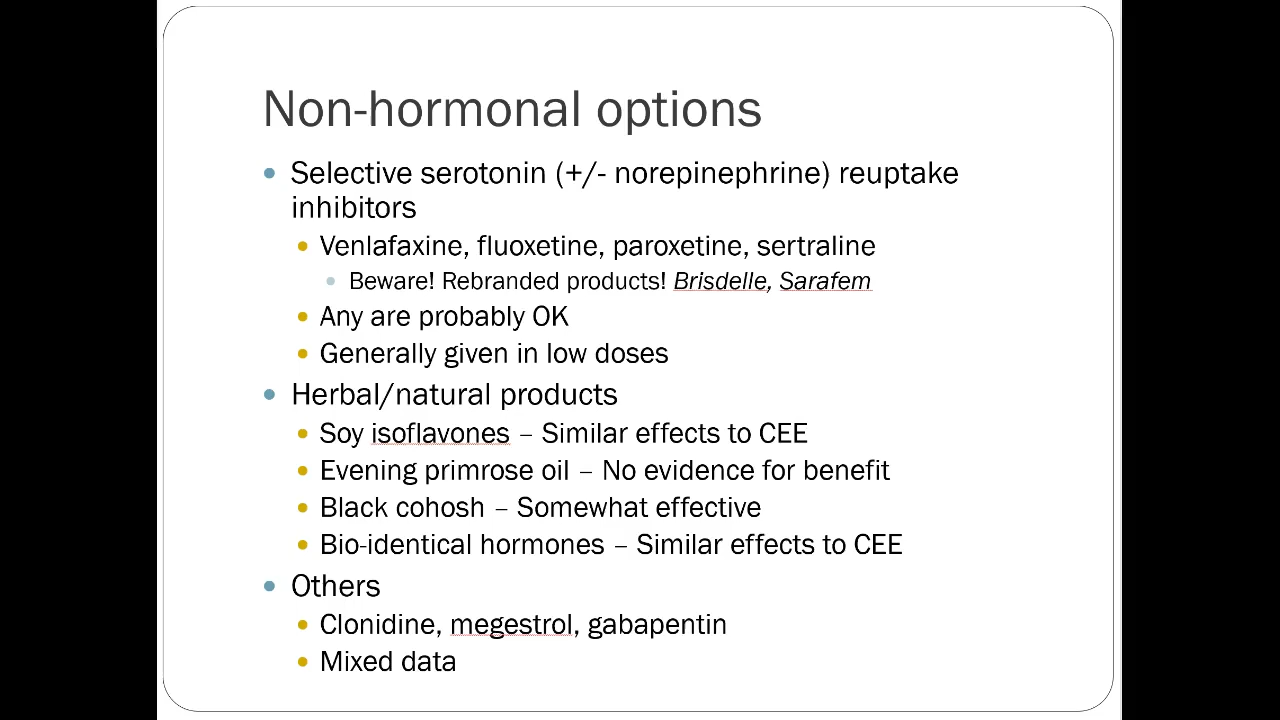 Non-hormonal options
• Selective serotonin (+/- norepinephrine) reuptake
inhibitors
• Venlafaxine, fluoxetine, paroxetine, sertraline
• Beware! Rebranded products! Brisdelle, Sarafem
• Any are probably OK
• Generally given in low doses
• Herbal/natural products
• Soy isoflavones – Similar effects to CEE
• Evening primrose oil – No evidence for benefit
• Black cohosh – Somewhat effective
• Bio-identical hormones – Similar effects to CEE
• Others
• Clonidine, megestrol, gabapentin
• Mixed data